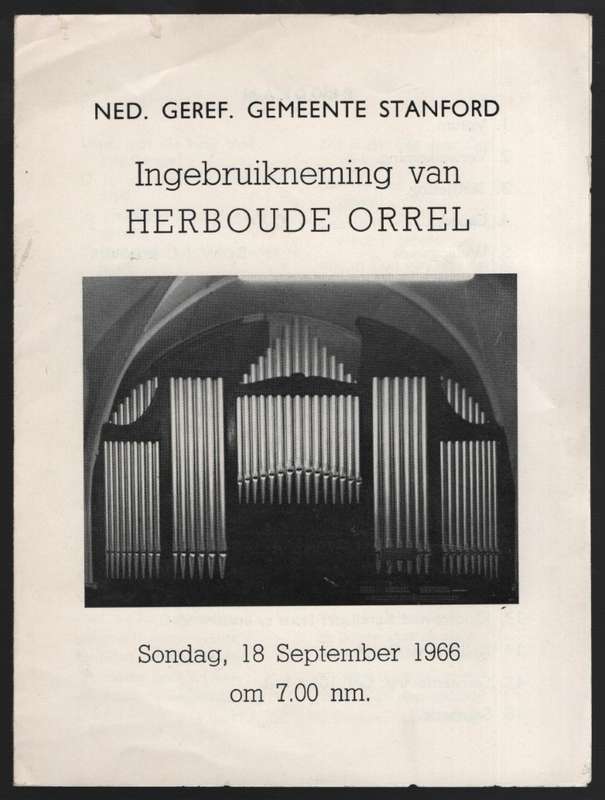 NED. GEREF. GEMEENTE STANFORD
Ingebruikneming van
HERBOUDE ORREL
Sondag, 18 September 1966
om 7.00 nm.